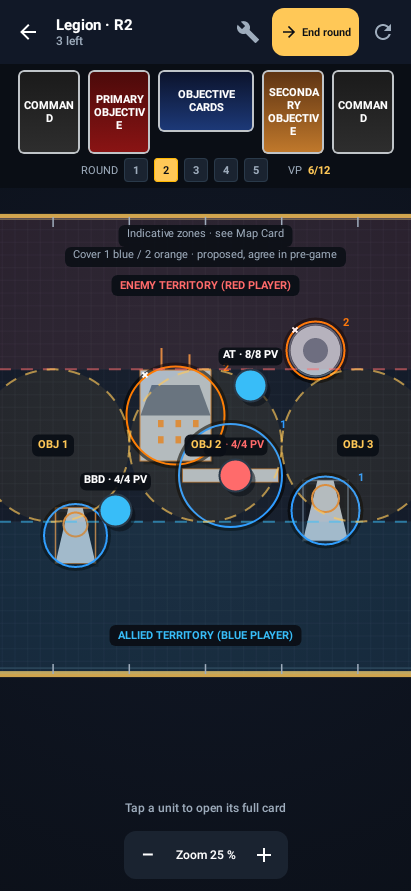 Legion · R2
3 left
End round
COMMAN
D
PRIMARY
OBJECTIV
E
OBJECTIVE
CARDS
SECONDA
RY
OBJECTIV
E
COMMAN
D
ROUND 1 2 3 4 5 VP 6/12
Indicative zones · see Map Card
Cover 1 blue / 2 orange · proposed, agree in pre-game
ENEMY TERRITORY (RED PLAYER)
2
AT · 8/8 PV
1
OBJ 1
OBJ 2 · 4/4 PV
OBJ 3
BBD · 4/4 PV
1
ALLIED TERRITORY (BLUE PLAYER)
Tap a unit to open its full card
− Zoom 25 % +